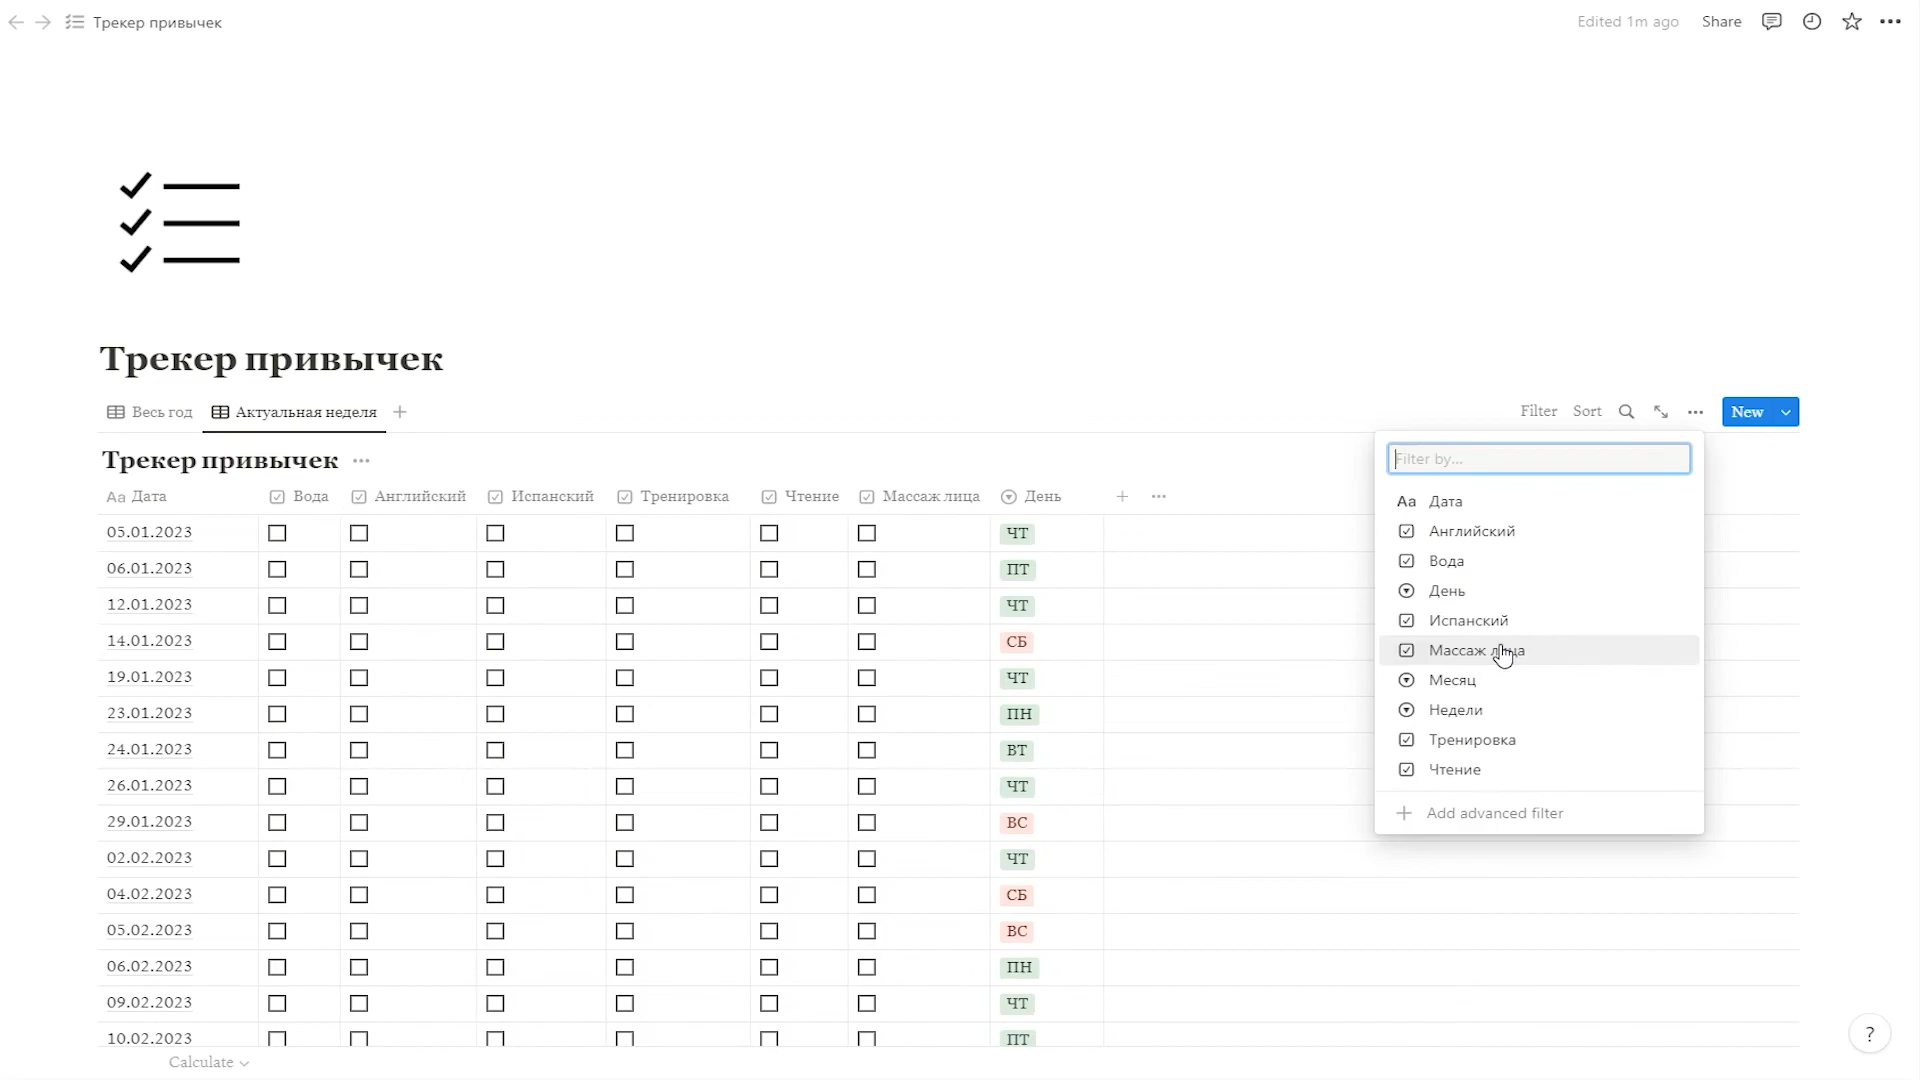 Трекер привычек
Edited 1m ago Share
Трекер привычек
Весь год Актуальная неделя Filter Sort New
Трекер привычек
Aa Дата Вода Английский Испанский Тренировка Чтение Массаж лица День
05.01.2023 ЧТ
06.01.2023 ПТ
12.01.2023 ЧТ
14.01.2023 СБ
19.01.2023 ЧТ
23.01.2023 ПН
24.01.2023 ВТ
26.01.2023 ЧТ
29.01.2023 ВС
02.02.2023 ЧТ
04.02.2023 СБ
05.02.2023 ВС
06.02.2023 ПН
09.02.2023 ЧТ
10.02.2023 ПТ
Calculate
Filter by...
Aa Дата
Английский
Вода
День
Испанский
Массаж лица
Месяц
Недели
Тренировка
Чтение
Add advanced filter
?